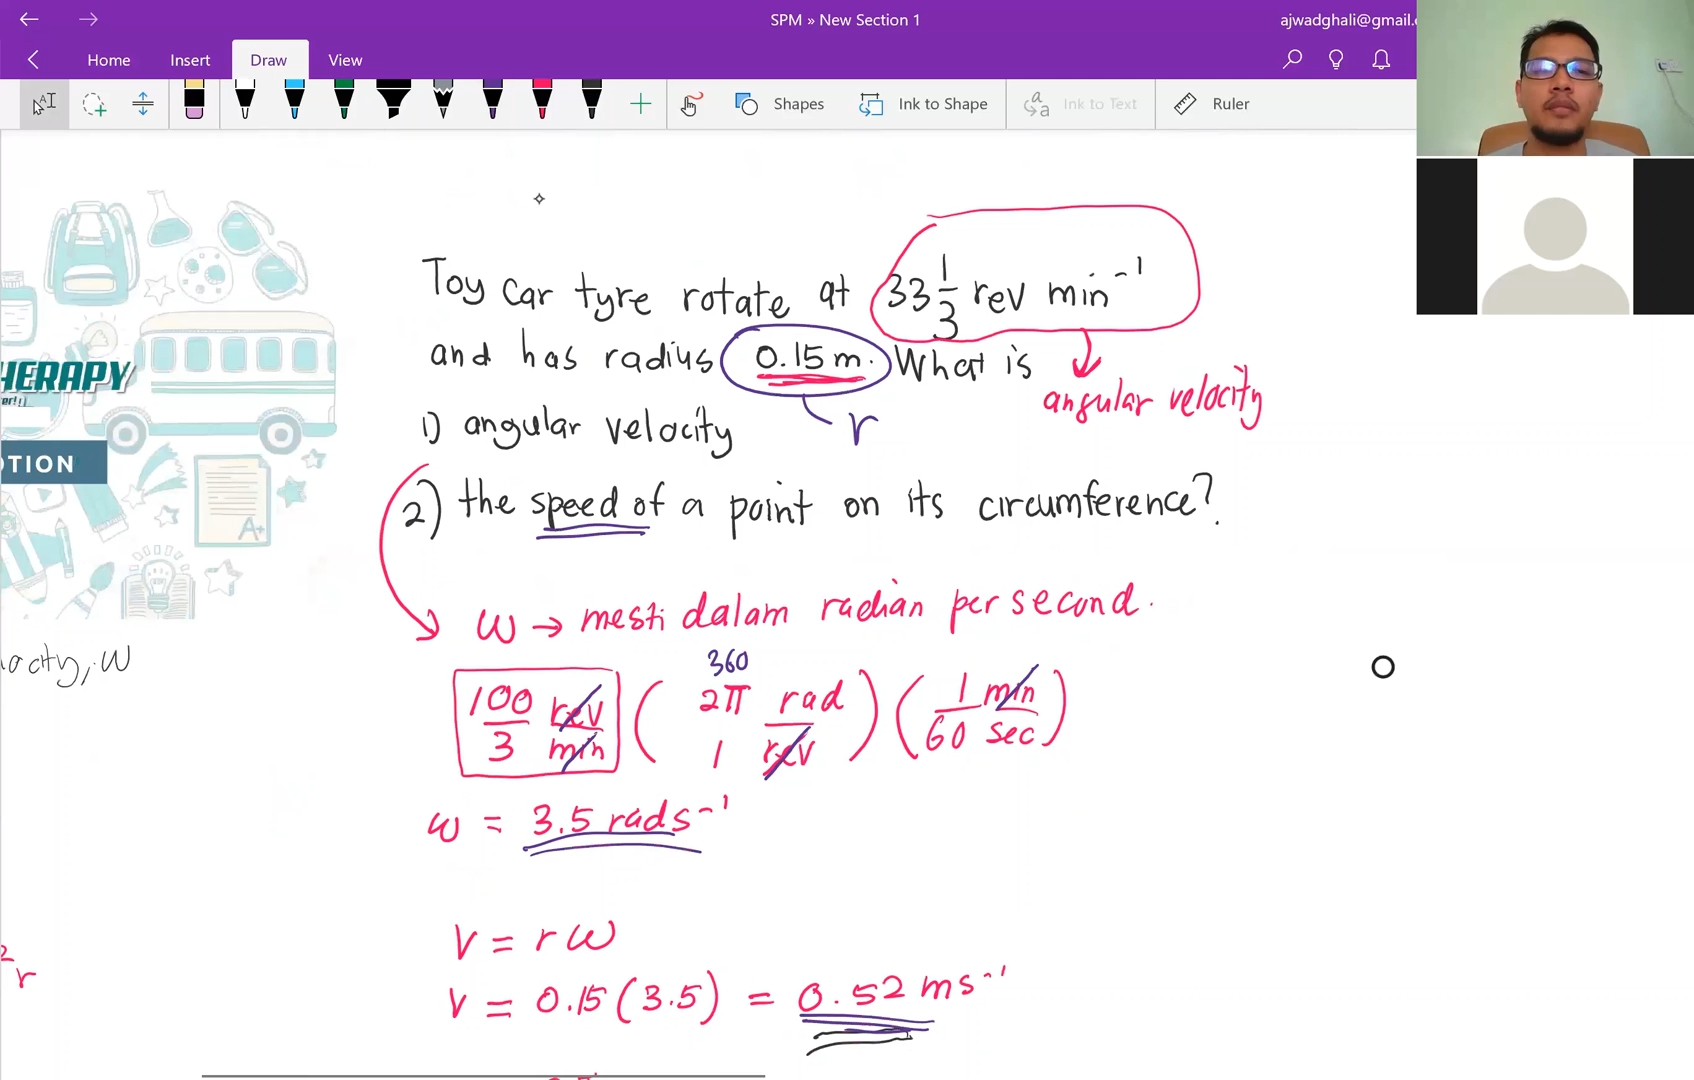 SPM » New Section 1
Home Insert Draw View
Shapes Ink to Shape Ink to Text Ruler
Toy car tyre rotate at 33 1/3 rev min⁻¹
and has radius 0.15 m. What is
angular velocity
1) angular velocity
r
2) the speed of a point on its circumference?
HERAPY
OTION
A+
ω → mesti dalam radian per second.
ocity, ω
360
100/3 rev/min (2π rad / 1 rev) (1 min / 60 sec)
ω = 3.5 rad s⁻¹
v = rω
2
r
v = 0.15 (3.5) = 0.52 ms⁻¹